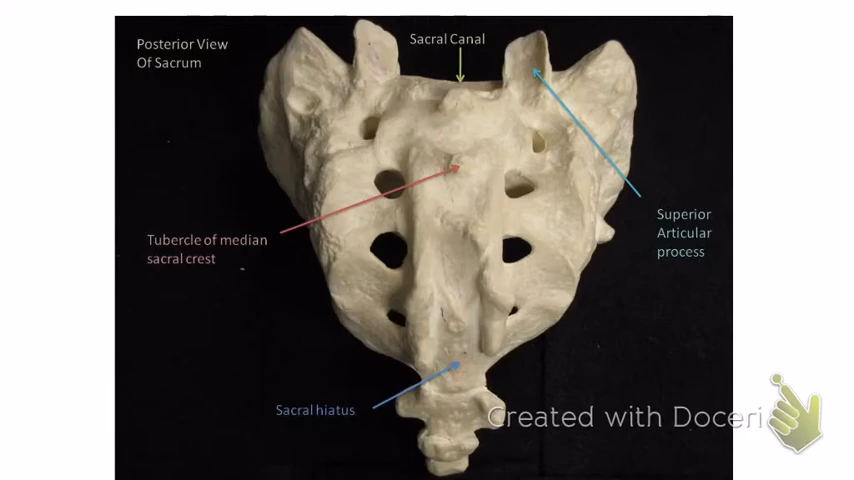 Posterior View
Of Sacrum
Sacral Canal
Superior
Articular
process
Tubercle of median
sacral crest
Sacral hiatus
Created with Doceri